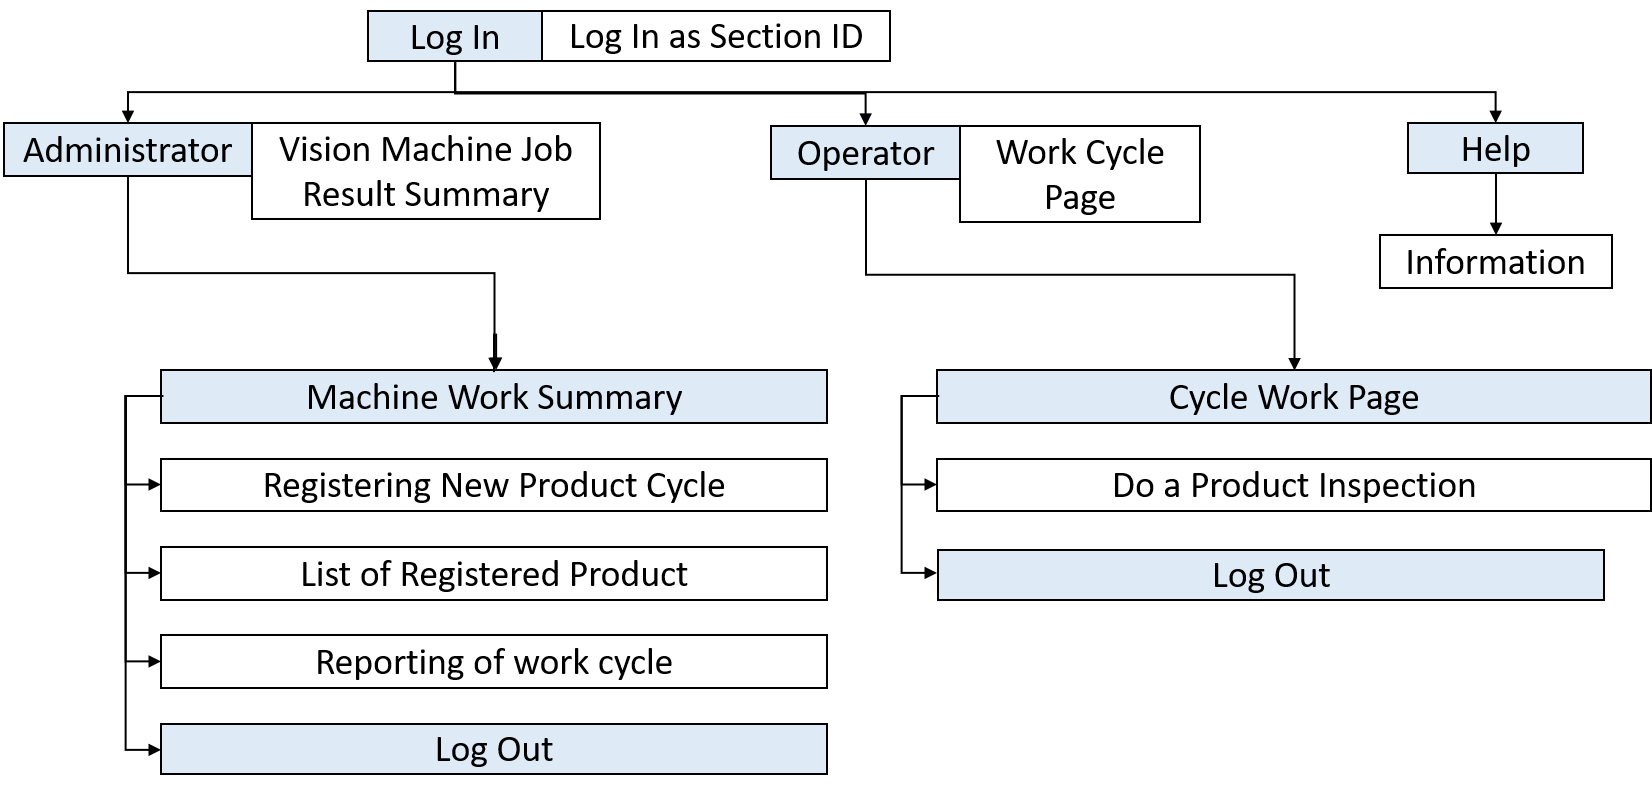 Log In
Log In as Section ID
Administrator
Vision Machine Job
Result Summary
Operator
Work Cycle
Page
Help
Information
Machine Work Summary
Registering New Product Cycle
List of Registered Product
Reporting of work cycle
Log Out
Cycle Work Page
Do a Product Inspection
Log Out